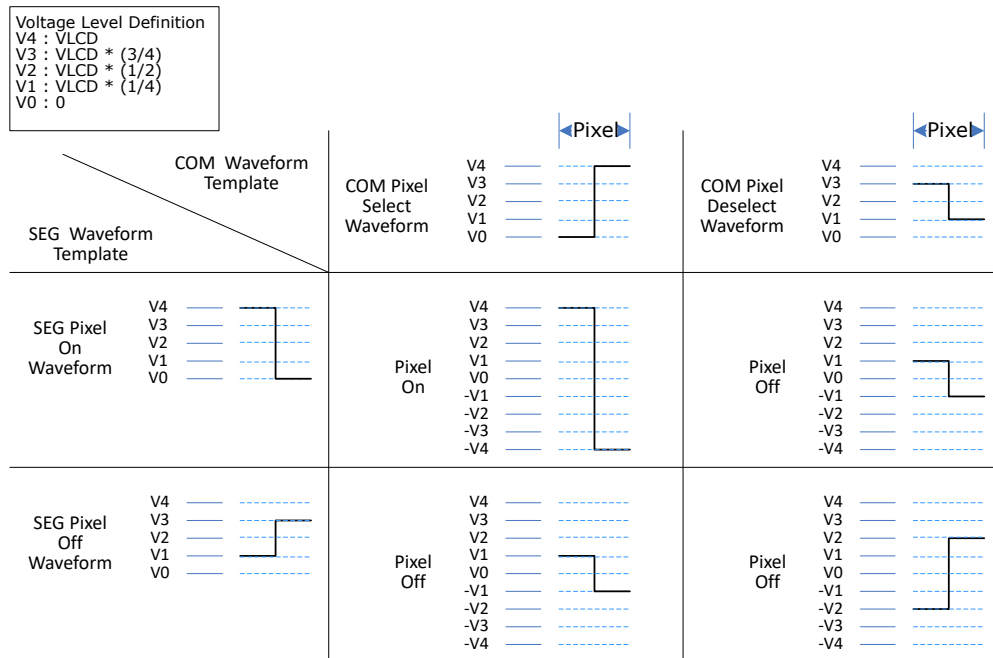 Voltage Level Definition
V4 : VLCD
V3 : VLCD * (3/4)
V2 : VLCD * (1/2)
V1 : VLCD * (1/4)
V0 : 0
COM Waveform
Template
SEG Waveform
Template
COM Pixel
Select
Waveform
Pixel
V4
V3
V2
V1
V0
COM Pixel
Deselect
Waveform
Pixel
V4
V3
V2
V1
V0
SEG Pixel
On
Waveform
V4
V3
V2
V1
V0
Pixel
On
V4
V3
V2
V1
V0
-V1
-V2
-V3
-V4
Pixel
Off
V4
V3
V2
V1
V0
-V1
-V2
-V3
-V4
SEG Pixel
Off
Waveform
V4
V3
V2
V1
V0
Pixel
Off
V4
V3
V2
V1
V0
-V1
-V2
-V3
-V4
Pixel
Off
V4
V3
V2
V1
V0
-V1
-V2
-V3
-V4